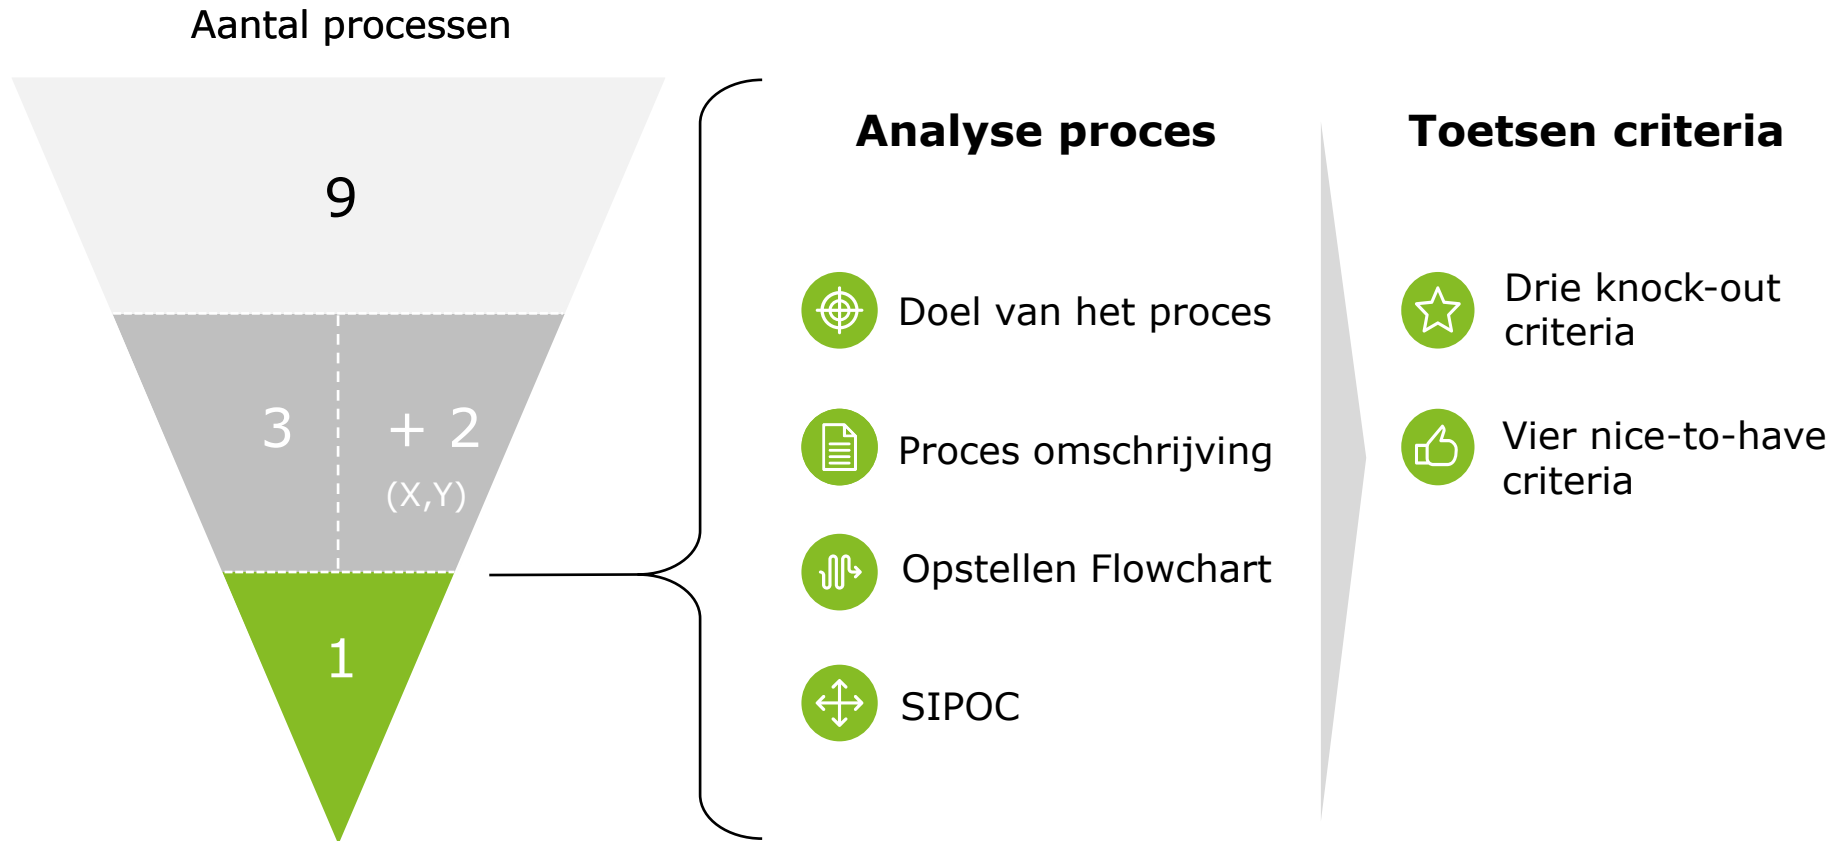 Aantal processen
9
3
+ 2
(X,Y)
1
Analyse proces
Doel van het proces
Proces omschrijving
Opstellen Flowchart
SIPOC
Toetsen criteria
Drie knock-out
criteria
Vier nice-to-have
criteria